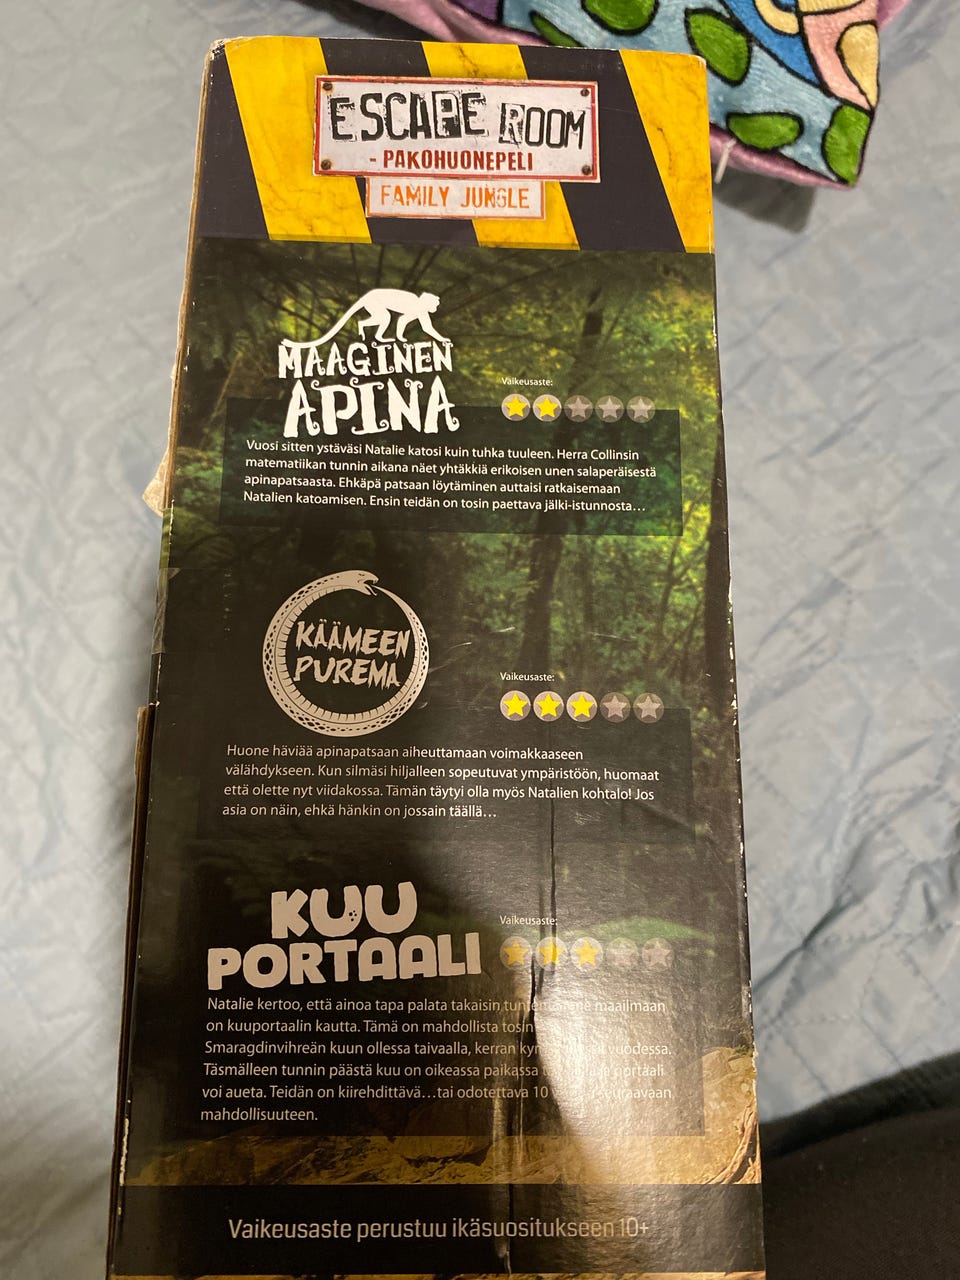 ESCAPE ROOM
- PAKOHUONEPELI
FAMILY JUNGLE
MAAGINEN
APINA
Vaikeusaste:
Vuosi sitten ystäväsi Natalie katosi kuin tuhka tuuleen. Herra Collinsin
matematiikan tunnin aikana näet yhtäkkiä erikoisen unen salaperäisestä
apinapatsaasta. Ehkäpä patsaan löytäminen auttaisi ratkaisemaan
Natalien katoamisen. Ensin teidän on tosin paettava jälki-istunnosta...
KÄÄMEEN
PUREMA
Vaikeusaste:
Huone häviää apinapatsaan aiheuttamaan voimakkaaseen
välähdykseen. Kun silmäsi hiljalleen sopeutuvat ympäristöön, huomaat
että olette nyt viidakossa. Tämän täytyi olla myös Natalien kohtalo! Jos
asia on näin, ehkä hänkin on jossain täällä...
KUU
PORTAALI
Vaikeusaste:
Natalie kertoo, että ainoa tapa palata takaisin maailmaan
on kuuportaalin kautta. Tämä on mahdollista tosin
Smaragdinvihreän kuun ollessa taivaalla, kerran vuodessa.
Täsmälleen tunnin päästä kuu on oikeassa paikassa portaali
voi aueta. Teidän on kiirehdittävä...tai odotettava 10 seuraavaan
mahdollisuuteen.
Vaikeusaste perustuu ikäsuositukseen 10+